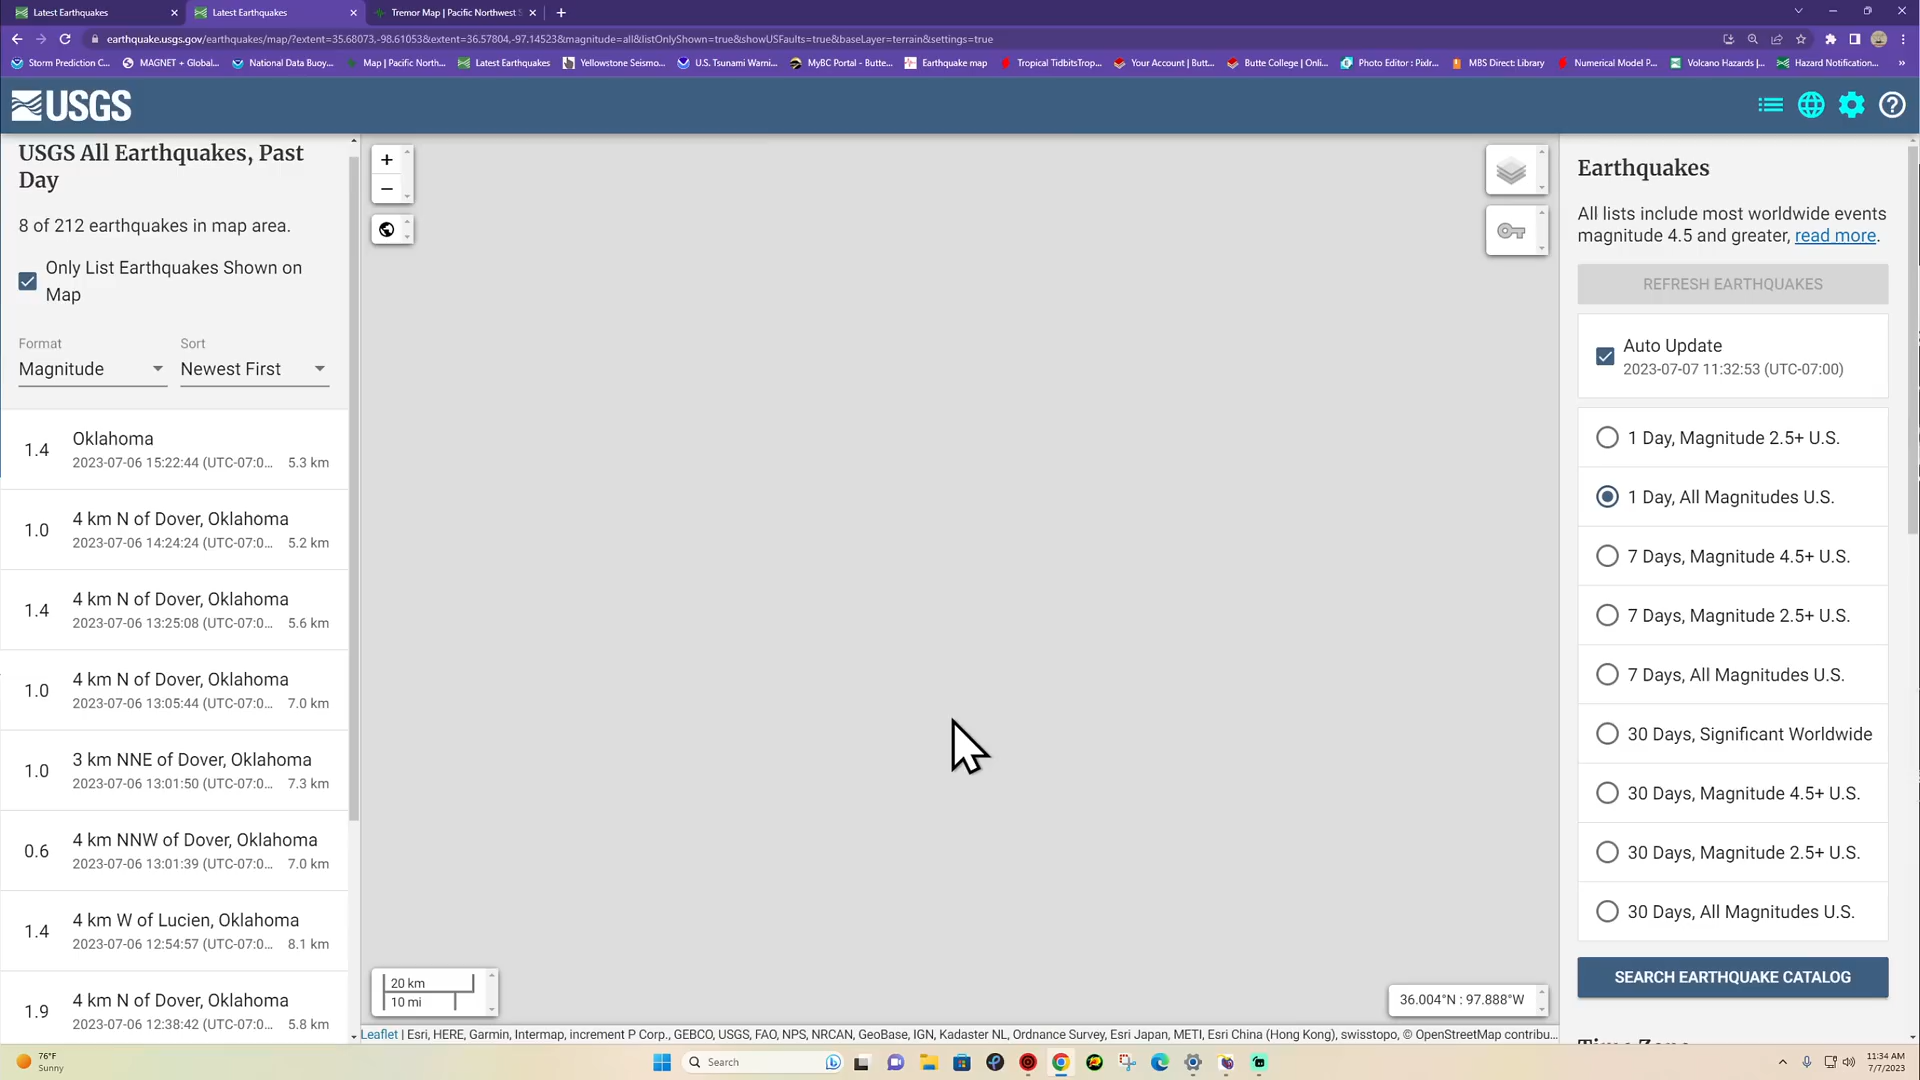 Latest Earthquakes
Latest Earthquakes
Tremor Map | Pacific Northwest S
earthquake.usgs.gov/earthquakes/map/?extent=35.68073,-98.61053&extent=36.57804,-97.14523&magnitude=all&listOnlyShown=true&showUSFaults=true&baseLayer=terrain&settings=true
Storm Prediction C... MAGNET + Global... National Data Buoy... Map | Pacific North... Latest Earthquakes Yellowstone Seismo... U.S. Tsunami Warni... MyBC Portal - Butte... Earthquake map Tropical TidbitsTrop... Your Account | Butt... Butte College | Onli... Photo Editor : Pixlr... MBS Direct: Library Numerical Model P... Volcano Hazards |... Hazard Notification... »
USGS
USGS All Earthquakes, Past
Day
8 of 212 earthquakes in map area.
Only List Earthquakes Shown on
Map
Format Sort
Magnitude Newest First
1.4 Oklahoma
2023-07-06 15:22:44 (UTC-07:0... 5.3 km
1.0 4 km N of Dover, Oklahoma
2023-07-06 14:24:24 (UTC-07:0... 5.2 km
1.4 4 km N of Dover, Oklahoma
2023-07-06 13:25:08 (UTC-07:0... 5.6 km
1.0 4 km N of Dover, Oklahoma
2023-07-06 13:05:44 (UTC-07:0... 7.0 km
1.0 3 km NNE of Dover, Oklahoma
2023-07-06 13:01:50 (UTC-07:0... 7.3 km
0.6 4 km NNW of Dover, Oklahoma
2023-07-06 13:01:39 (UTC-07:0... 7.0 km
1.4 4 km W of Lucien, Oklahoma
2023-07-06 12:54:57 (UTC-07:0... 8.1 km
1.9 4 km N of Dover, Oklahoma
2023-07-06 12:38:42 (UTC-07:0... 5.8 km
+
−
20 km
10 mi
36.004°N : 97.888°W
Leaflet | Esri, HERE, Garmin, Intermap, increment P Corp., GEBCO, USGS, FAO, NPS, NRCAN, GeoBase, IGN, Kadaster NL, Ordnance Survey, Esri Japan, METI, Esri China (Hong Kong), swisstopo, © OpenStreetMap contribu...
Earthquakes
All lists include most worldwide events
magnitude 4.5 and greater, read more.
REFRESH EARTHQUAKES
Auto Update
2023-07-07 11:32:53 (UTC-07:00)
1 Day, Magnitude 2.5+ U.S.
1 Day, All Magnitudes U.S.
7 Days, Magnitude 4.5+ U.S.
7 Days, Magnitude 2.5+ U.S.
7 Days, All Magnitudes U.S.
30 Days, Significant Worldwide
30 Days, Magnitude 4.5+ U.S.
30 Days, Magnitude 2.5+ U.S.
30 Days, All Magnitudes U.S.
SEARCH EARTHQUAKE CATALOG
Time Zone
76°F
Sunny
Search
11:34 AM
7/7/2023